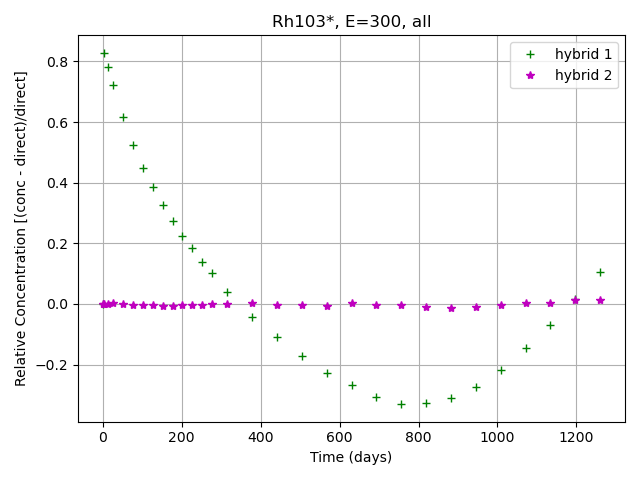 Rh103*, E=300, all
hybrid 1
hybrid 2
Relative Concentration [(conc - direct)/direct]
0.8
0.6
0.4
0.2
0.0
−0.2
0 200 400 600 800 1000 1200
Time (days)